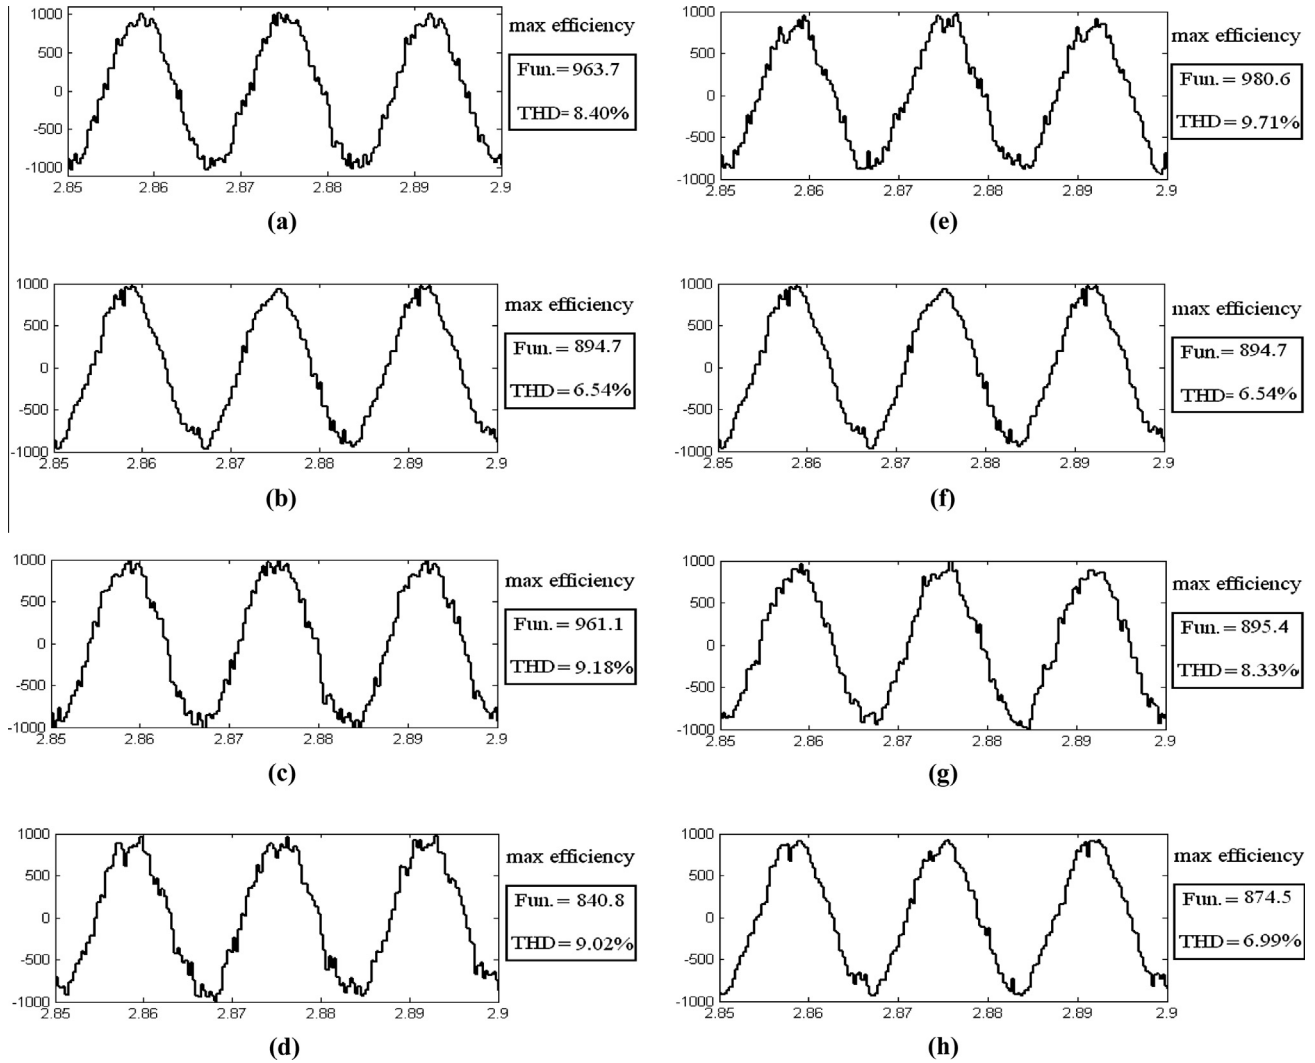 1000
500
0
-500
-1000
2.85
2.86
2.87
2.88
2.89
2.9
max efficiency
Fun.= 963.7
THD= 8.40%
(a)
1000
500
0
-500
-1000
2.85
2.86
2.87
2.88
2.89
2.9
max efficiency
Fun.= 980.6
THD= 9.71%
(e)
1000
500
0
-500
-1000
2.85
2.86
2.87
2.88
2.89
2.9
max efficiency
Fun.= 894.7
THD= 6.54%
(b)
1000
500
0
-500
-1000
2.85
2.86
2.87
2.88
2.89
2.9
max efficiency
Fun.= 894.7
THD= 6.54%
(f)
1000
500
0
-500
-1000
2.85
2.86
2.87
2.88
2.89
2.9
max efficiency
Fun.= 961.1
THD= 9.18%
(c)
1000
500
0
-500
-1000
2.85
2.86
2.87
2.88
2.89
2.9
max efficiency
Fun.= 895.4
THD= 8.33%
(g)
1000
500
0
-500
-1000
2.85
2.86
2.87
2.88
2.89
2.9
max efficiency
Fun.= 840.8
THD= 9.02%
(d)
1000
500
0
-500
-1000
2.85
2.86
2.87
2.88
2.89
2.9
max efficiency
Fun.= 874.5
THD= 6.99%
(h)